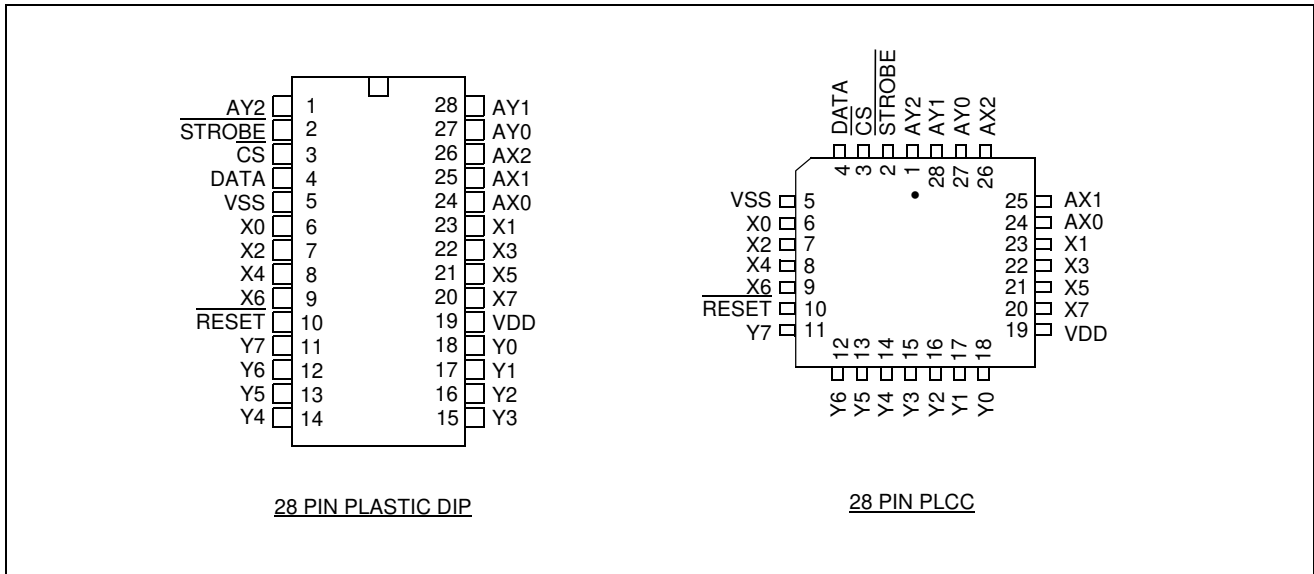 AY2 1 28 AY1
STROBE 2 27 AY0
CS 3 26 AX2
DATA 4 25 AX1
VSS 5 24 AX0
X0 6 23 X1
X2 7 22 X3
X4 8 21 X5
X6 9 20 X7
RESET 10 19 VDD
Y7 11 18 Y0
Y6 12 17 Y1
Y5 13 16 Y2
Y4 14 15 Y3
28 PIN PLASTIC DIP
DATA CS STROBE AY2 AY1 AY0 AX2
4 3 2 1 28 27 26
VSS 5 25 AX1
X0 6 24 AX0
X2 7 23 X1
X4 8 22 X3
X6 9 21 X5
RESET 10 20 X7
Y7 11 19 VDD
12 13 14 15 16 17 18
Y6 Y5 Y4 Y3 Y2 Y1 Y0
28 PIN PLCC